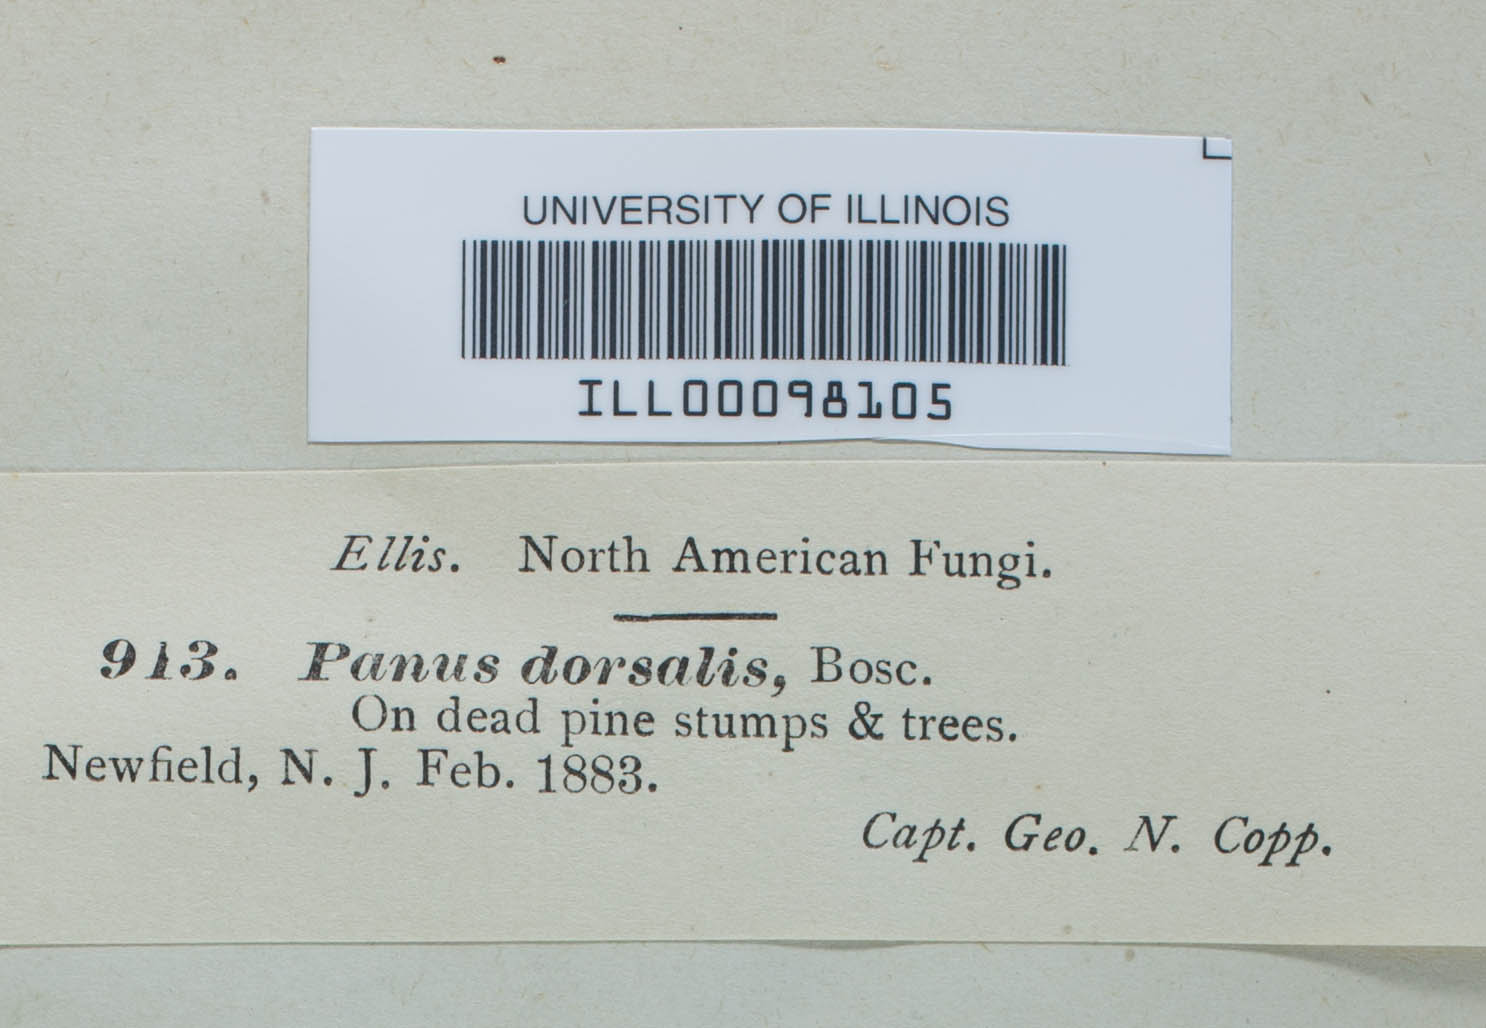 UNIVERSITY OF ILLINOIS
ILL00098105
Ellis. North American Fungi.
913. Panus dorsalis, Bosc.
On dead pine stumps & trees.
Newfield, N. J. Feb. 1883.
Capt. Geo. N. Copp.